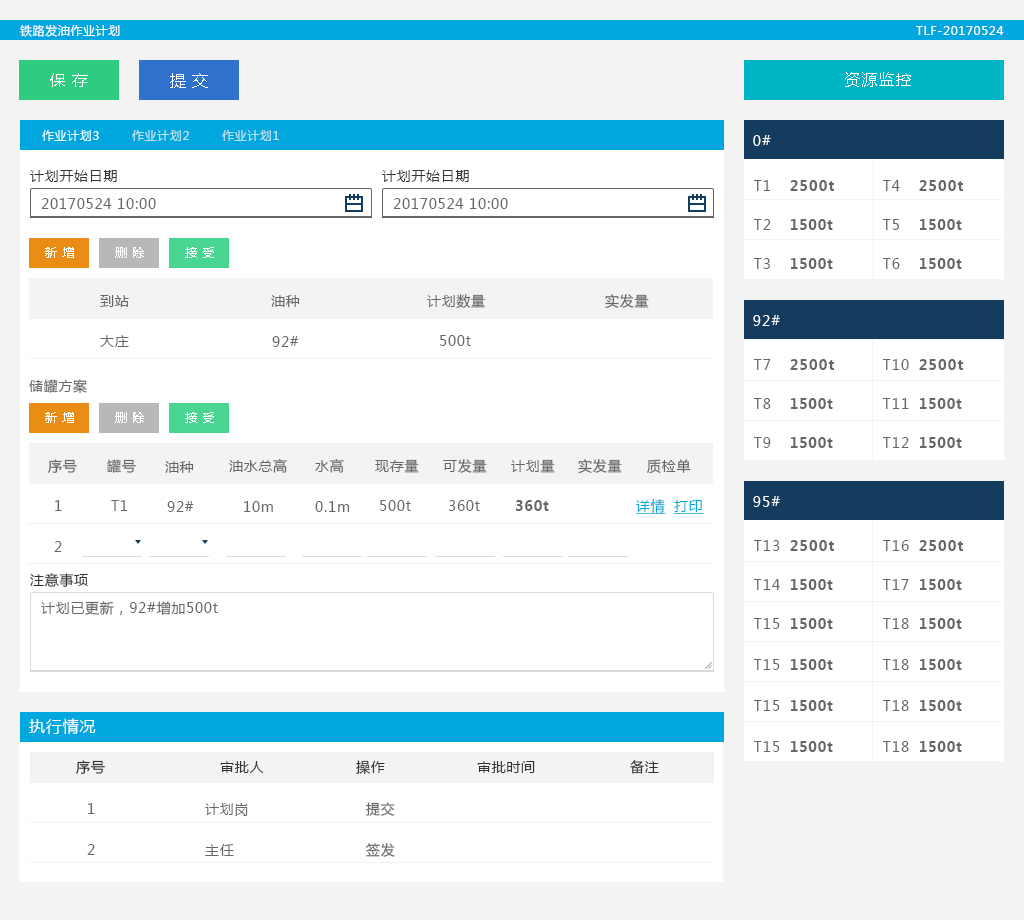 铁路发油作业计划 TLF-20170524
保 存 提 交
作业计划3 作业计划2 作业计划1
计划开始日期 计划开始日期
20170524 10:00 20170524 10:00
新 增 删 除 接 受
到站 油种 计划数量 实发量
大庄 92# 500t
储罐方案
新 增 删 除 接 受
序号 罐号 油种 油水总高 水高 现存量 可发量 计划量 实发量 质检单
1 T1 92# 10m 0.1m 500t 360t 360t 详情 打印
2
注意事项
计划已更新，92#增加500t
执行情况
序号 审批人 操作 审批时间 备注
1 计划岗 提交
2 主任 签发
资源监控
0#
T1 2500t T4 2500t
T2 1500t T5 1500t
T3 1500t T6 1500t
92#
T7 2500t T10 2500t
T8 1500t T11 1500t
T9 1500t T12 1500t
95#
T13 2500t T16 2500t
T14 1500t T17 1500t
T15 1500t T18 1500t
T15 1500t T18 1500t
T15 1500t T18 1500t
T15 1500t T18 1500t